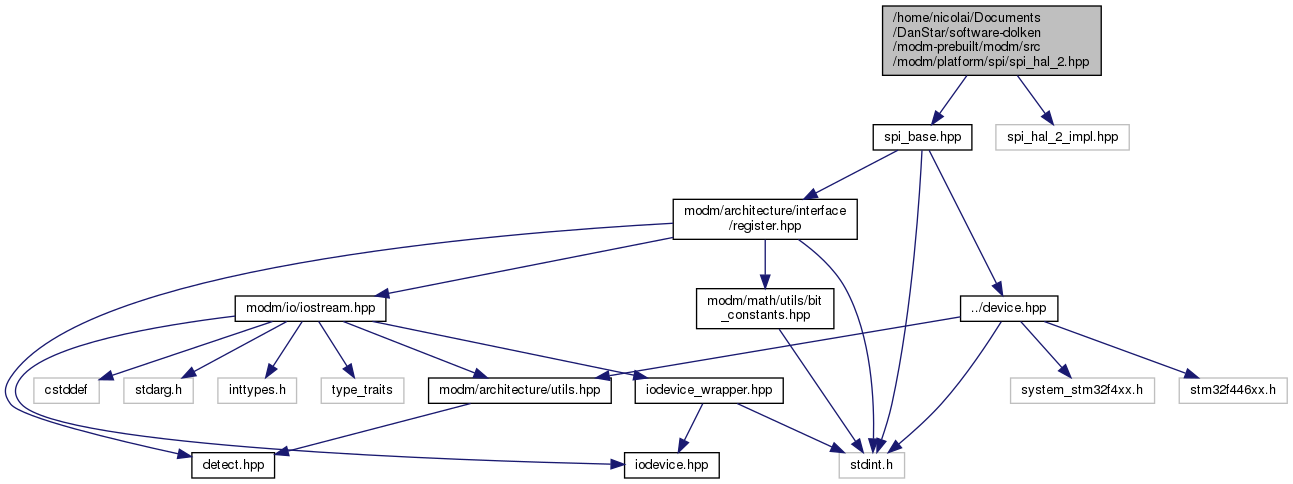 /home/nicolai/Documents
/DanStar/software-dolken
/modm-prebuilt/modm/src
/modm/platform/spi/spi_hal_2.hpp
spi_base.hpp
spi_hal_2_impl.hpp
modm/architecture/interface
/register.hpp
modm/io/iostream.hpp
modm/math/utils/bit
_constants.hpp
../device.hpp
cstddef
stdarg.h
inttypes.h
type_traits
modm/architecture/utils.hpp
iodevice_wrapper.hpp
system_stm32f4xx.h
stm32f446xx.h
detect.hpp
iodevice.hpp
stdint.h